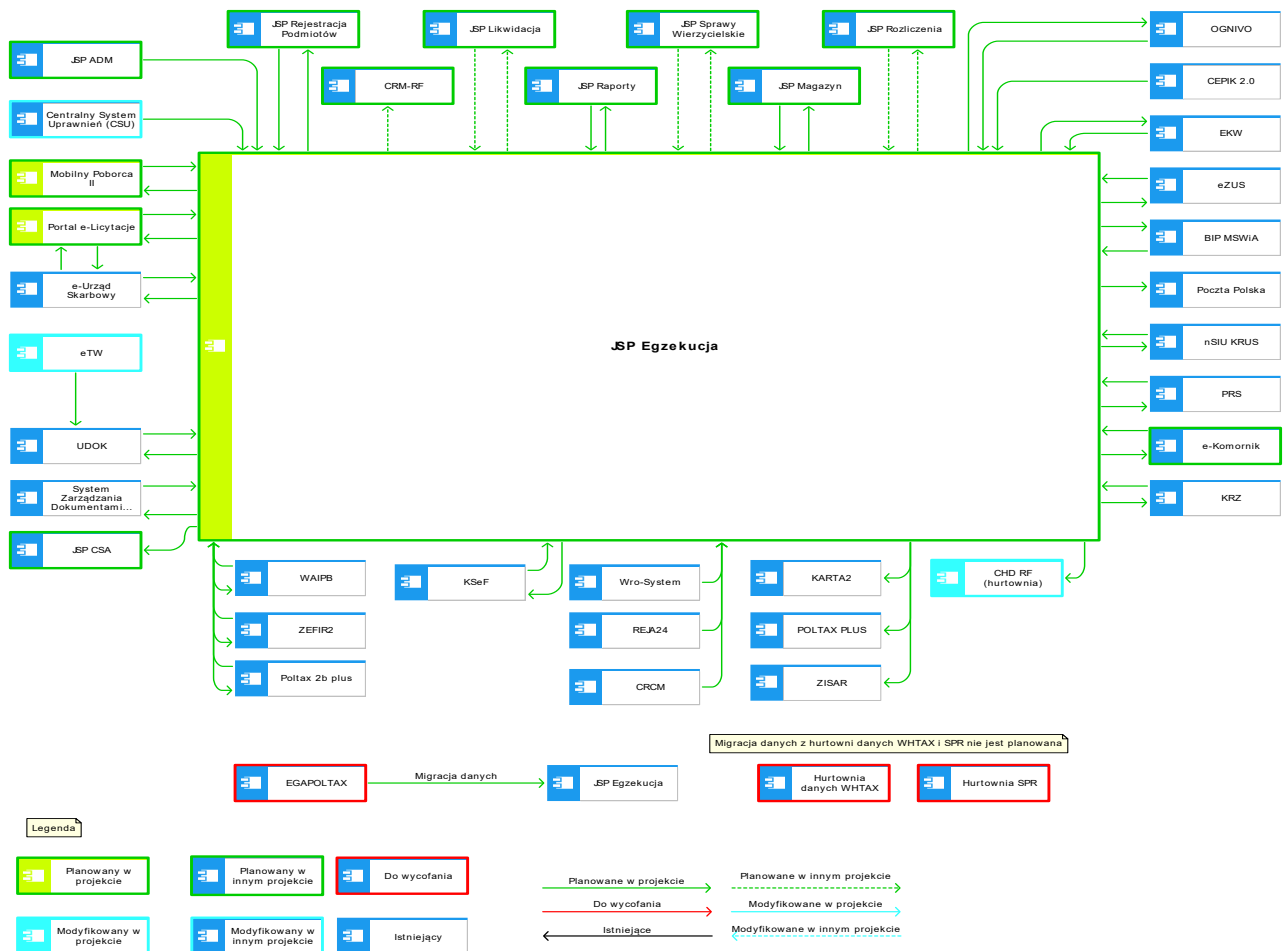 JSP Rejestracja
Podmiotów
JSP Likwidacja
JSP Sprawy
Wierzycielskie
JSP Rozliczenia
OGNIVO
JSP ADM
CRM-RF
JSP Raporty
JSP Magazyn
CEPIK 2.0
Centralny System
Uprawnień (CSU)
EKW
Mobilny Poborca
II
eZUS
Portal e-Licytacje
BIP MSWiA
e-Urząd
Skarbowy
Poczta Polska
eTW
JSP Egzekucja
nSIU KRUS
PRS
UDOK
e-Komornik
System
Zarządzania
Dokumentami...
KRZ
JSP CSA
WAIPB
KSeF
Wro-System
KARTA2
CHD RF
(hurtownia)
ZEFIR2
REJA24
POLTAX PLUS
Poltax 2b plus
CRCM
ZISAR
Migracja danych z hurtowni danych WHTAX i SPR nie jest planowana
EGAPOLTAX
Migracja danych
JSP Egzekucja
Hurtownia
danych WHTAX
Hurtownia SPR
Legenda
Planowany w
projekcie
Planowany w
innym projekcie
Do wycofania
Planowane w projekcie
Planowane w innym projekcie
Do wycofania
Modyfikowane w projekcie
Modyfikowany w
projekcie
Modyfikowany w
innym projekcie
Istniejący
Istniejące
Modyfikowane w innym projekcie